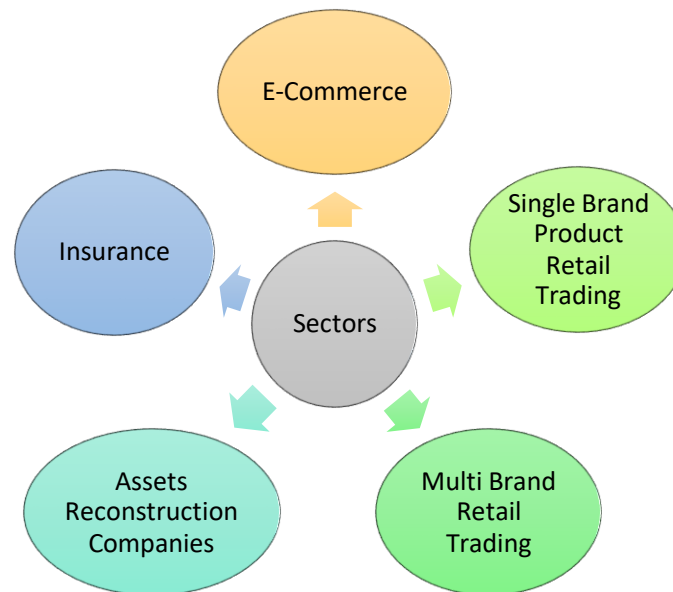 E-Commerce
Single Brand
Product
Retail
Trading
Insurance
Sectors
Assets
Reconstruction
Companies
Multi Brand
Retail
Trading